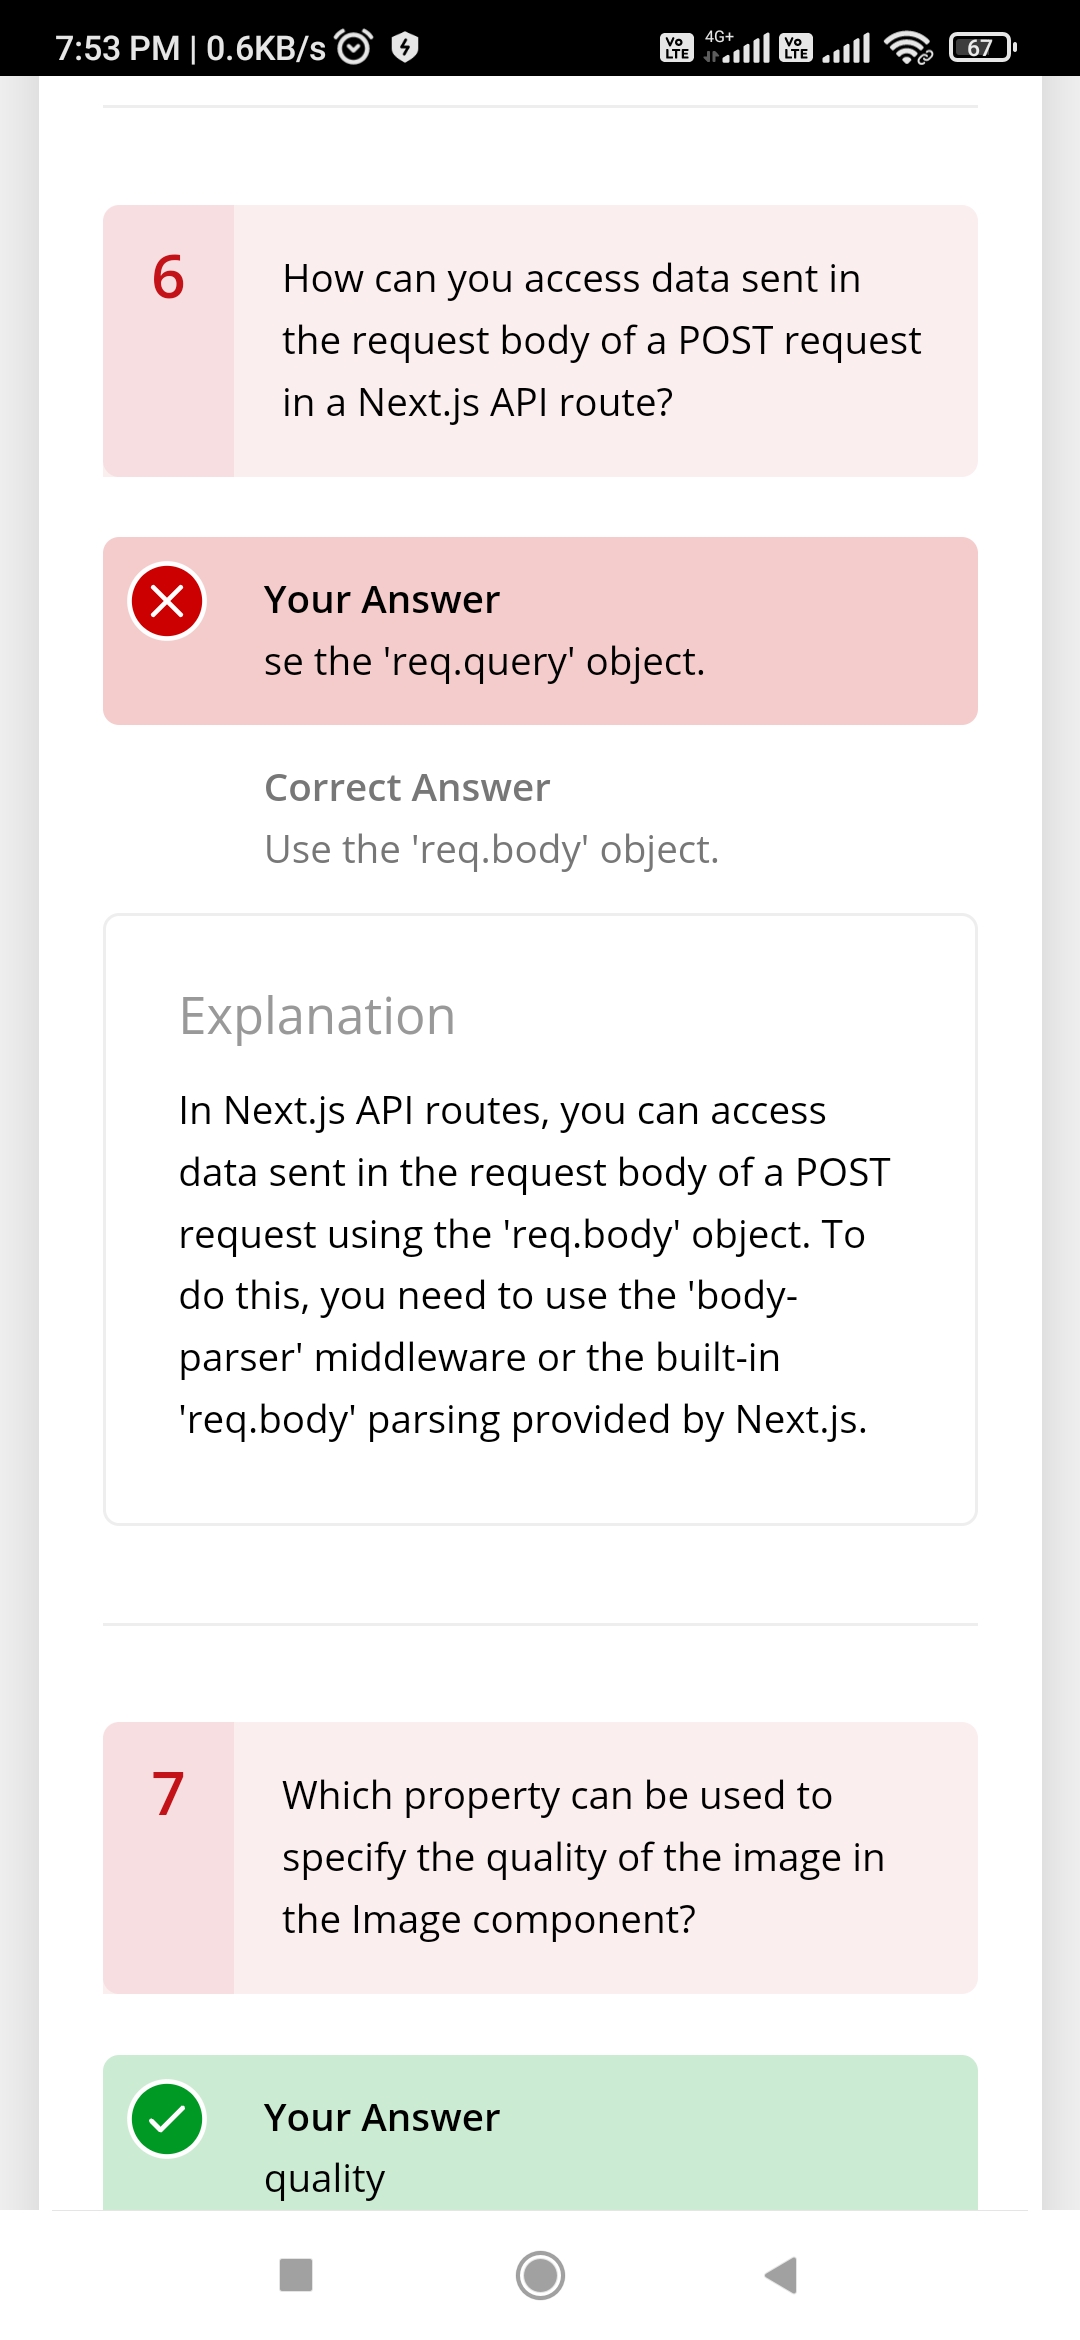 7:53 PM | 0.6KB/s
Vo LTE 4G+ Vo LTE 67
6
How can you access data sent in
the request body of a POST request
in a Next.js API route?
Your Answer
se the 'req.query' object.
Correct Answer
Use the 'req.body' object.
Explanation
In Next.js API routes, you can access
data sent in the request body of a POST
request using the 'req.body' object. To
do this, you need to use the 'body-
parser' middleware or the built-in
'req.body' parsing provided by Next.js.
7
Which property can be used to
specify the quality of the image in
the Image component?
Your Answer
quality